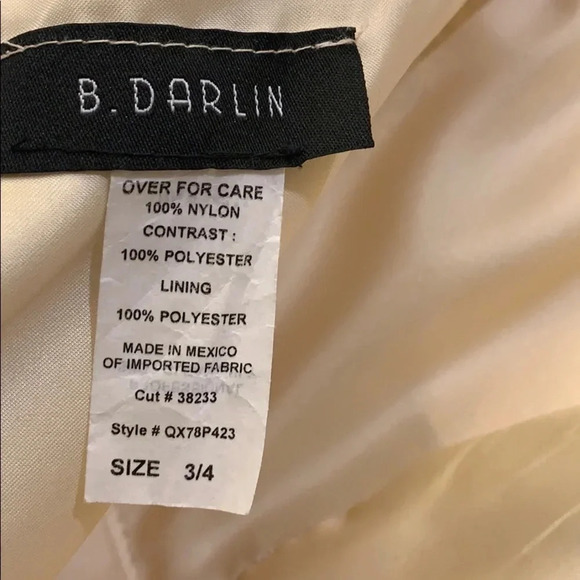 B. DARLIN
OVER FOR CARE
100% NYLON
CONTRAST :
100% POLYESTER
LINING
100% POLYESTER
MADE IN MEXICO
OF IMPORTED FABRIC
Cut # 38233
Style # QX78P423
SIZE 3/4